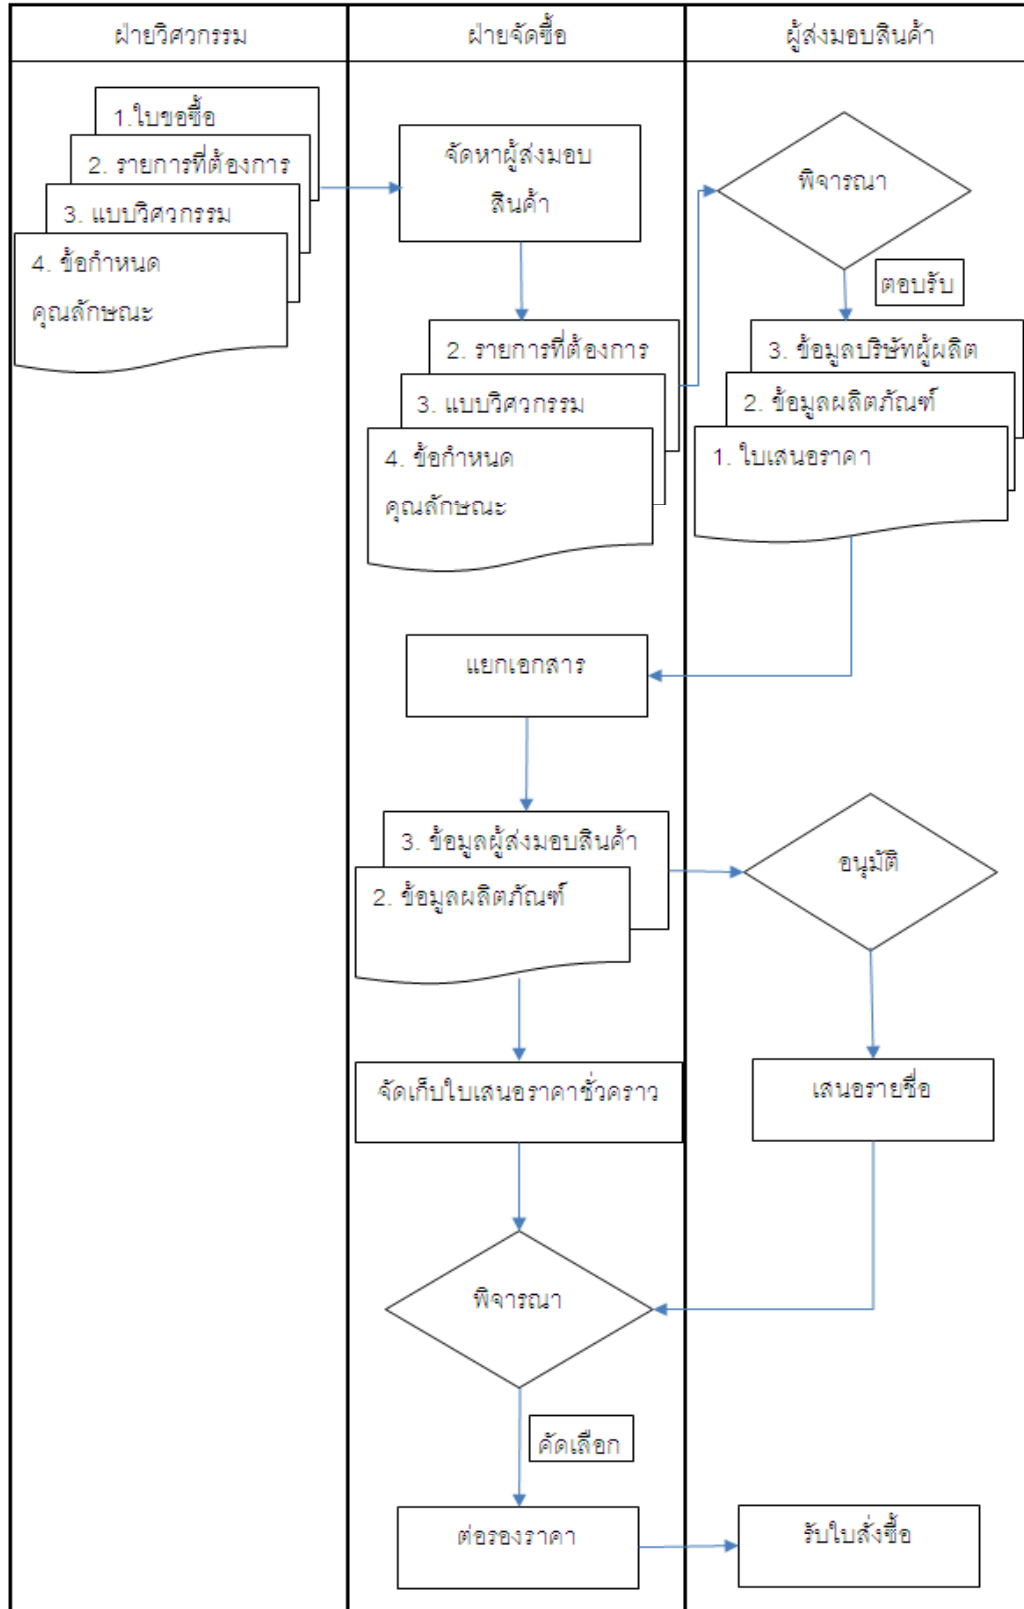 ฝ่ายวิศวกรรม
ฝ่ายจัดซื้อ
ผู้ส่งมอบสินค้า
1.ใบขอซื้อ
2. รายการที่ต้องการ
3. แบบวิศวกรรม
4. ข้อกำหนด
คุณลักษณะ
จัดหาผู้ส่งมอบ
สินค้า
พิจารณา
ตอบรับ
2. รายการที่ต้องการ
3. แบบวิศวกรรม
4. ข้อกำหนด
คุณลักษณะ
3. ข้อมูลบริษัทผู้ผลิต
2. ข้อมูลผลิตภัณฑ์
1. ใบเสนอราคา
แยกเอกสาร
3. ข้อมูลผู้ส่งมอบสินค้า
2. ข้อมูลผลิตภัณฑ์
อนุมัติ
จัดเก็บใบเสนอราคาชั่วคราว
เสนอรายชื่อ
พิจารณา
คัดเลือก
ต่อรองราคา
รับใบสั่งซื้อ